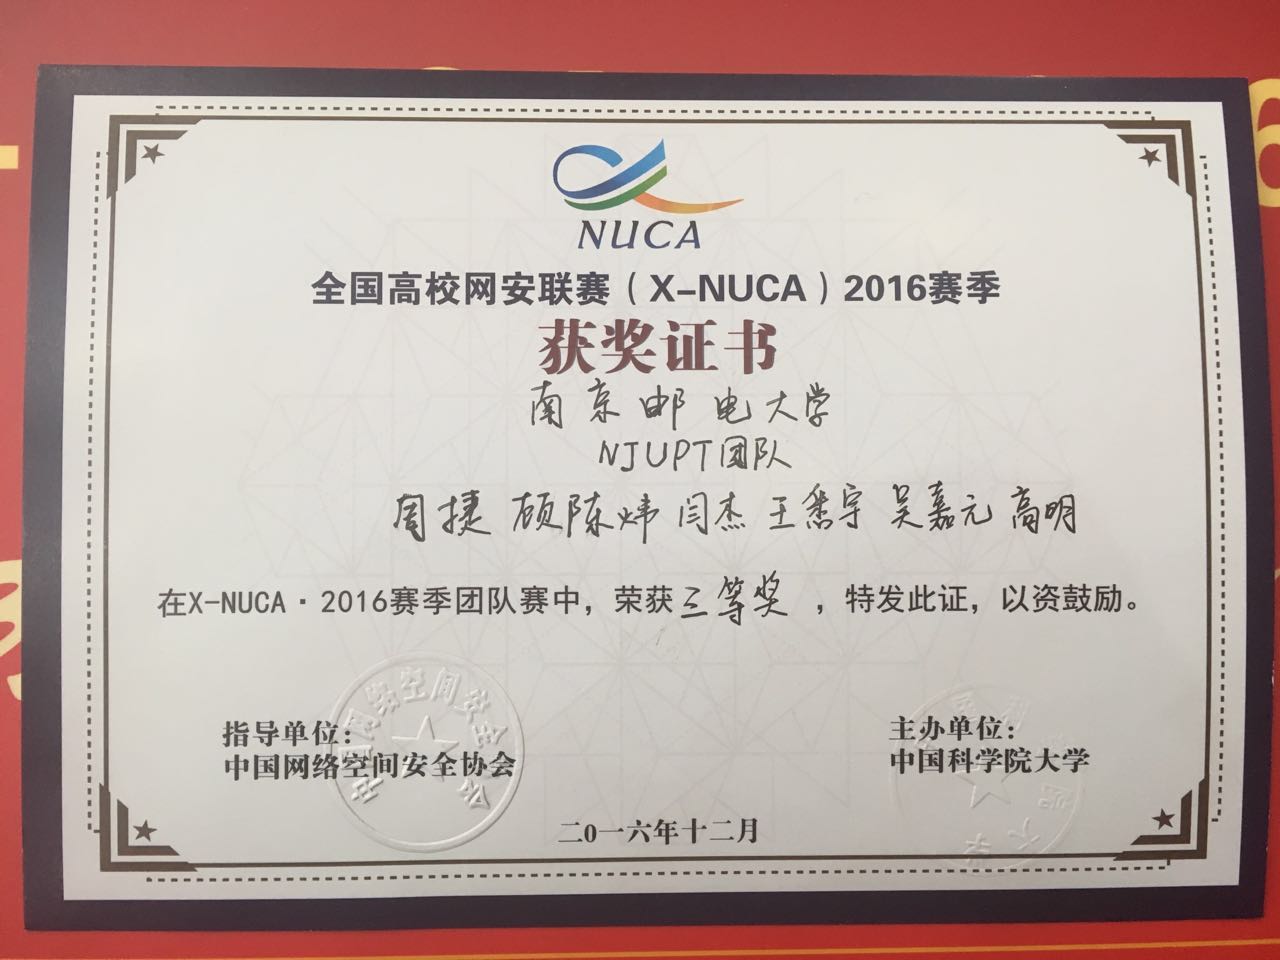 NUCA
全国高校网安联赛（X-NUCA）2016赛季
获奖证书
南京邮电大学
NJUPT团队
周捷 顾陈炜 闫杰 王悉宇 吴嘉元 高明
在X-NUCA·2016赛季团队赛中，荣获三等奖，特发此证，以资鼓励。
指导单位：
中国网络空间安全协会
主办单位：
中国科学院大学
二0一六年十二月